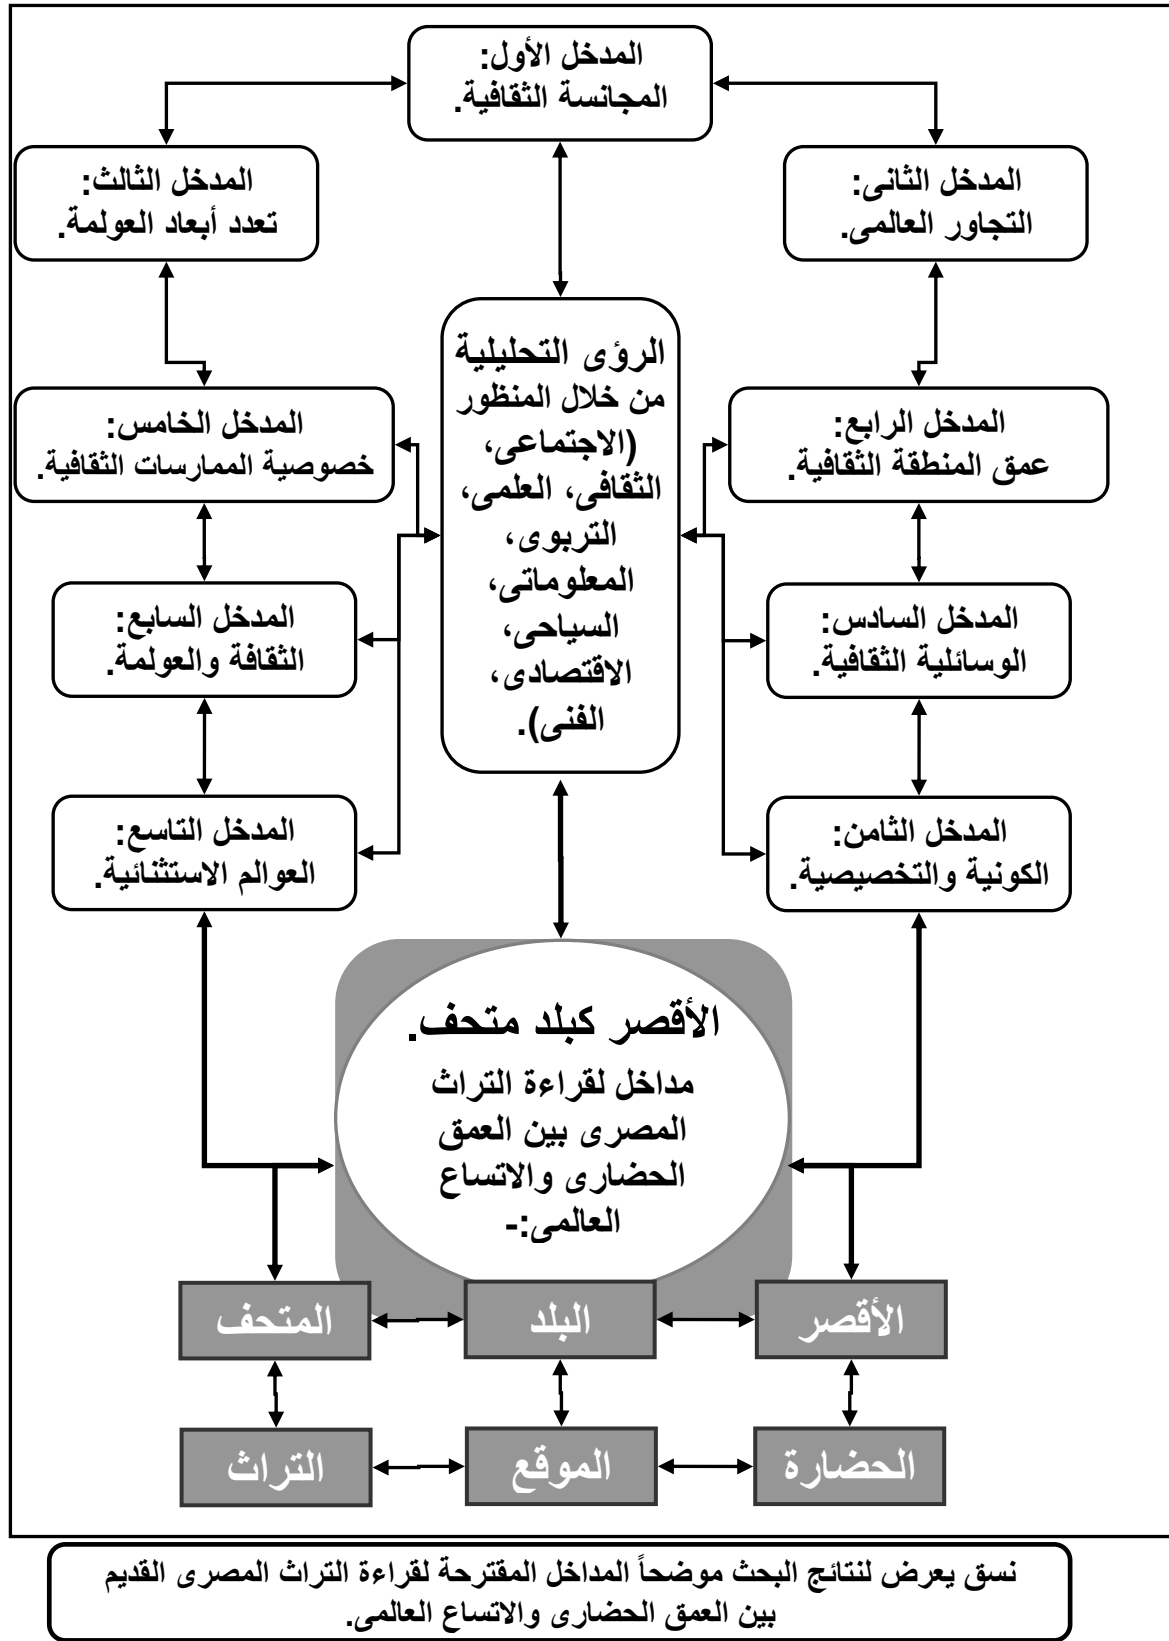 المدخل الأول:
المجانسة الثقافية.
المدخل الثانى:
التجاور العالمى.
المدخل الثالث:
تعدد أبعاد العولمة.
الرؤى التحليلية
من خلال المنظور
(الاجتماعى،
الثقافى، العلمى،
التربوى،
المعلوماتى،
السياحى،
الاقتصادى،
الفنى).
المدخل الرابع:
عمق المنطقة الثقافية.
المدخل الخامس:
خصوصية الممارسات الثقافية.
المدخل السادس:
الوسائلية الثقافية.
المدخل السابع:
الثقافة والعولمة.
المدخل الثامن:
الكونية والتخصيصية.
المدخل التاسع:
العوالم الاستثنائية.
الأقصر كبلد متحف.
مداخل لقراءة التراث
المصرى بين العمق
الحضارى والاتساع
العالمى:-
الأقصر
البلد
المتحف
الحضارة
الموقع
التراث
نسق يعرض لنتائج البحث موضحاً المداخل المقترحة لقراءة التراث المصرى القديم
بين العمق الحضارى والاتساع العالمى.